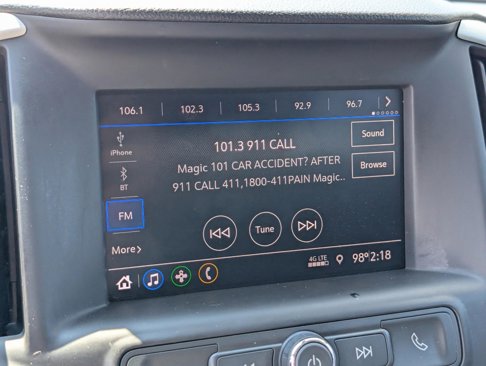 106.1 102.3 105.3 92.9 96.7
iPhone
BT
FM
More
101.3 911 CALL
Magic 101 CAR ACCIDENT? AFTER
911 CALL 411,1800-411PAIN Magic..
Sound
Browse
Tune
4G LTE
98° 2:18